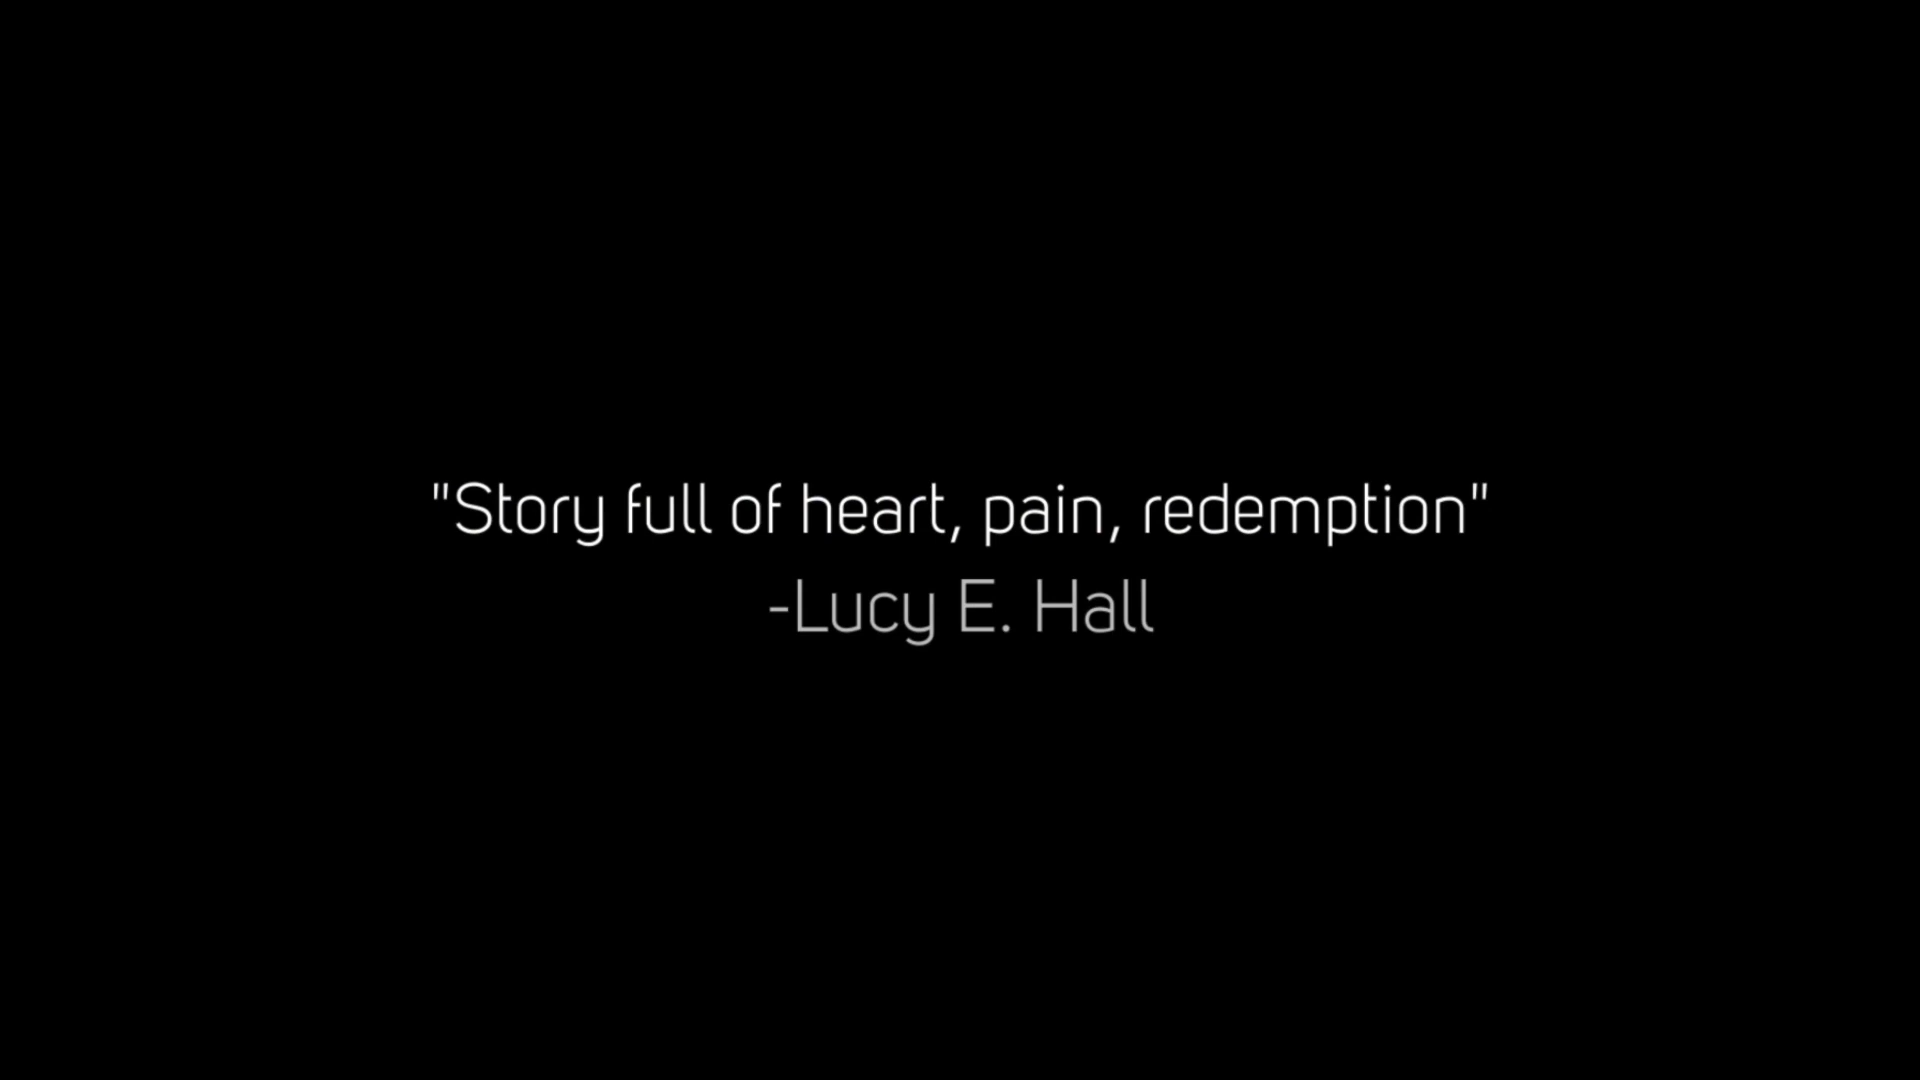 "Story full of heart, pain, redemption"
-Lucy E. Hall